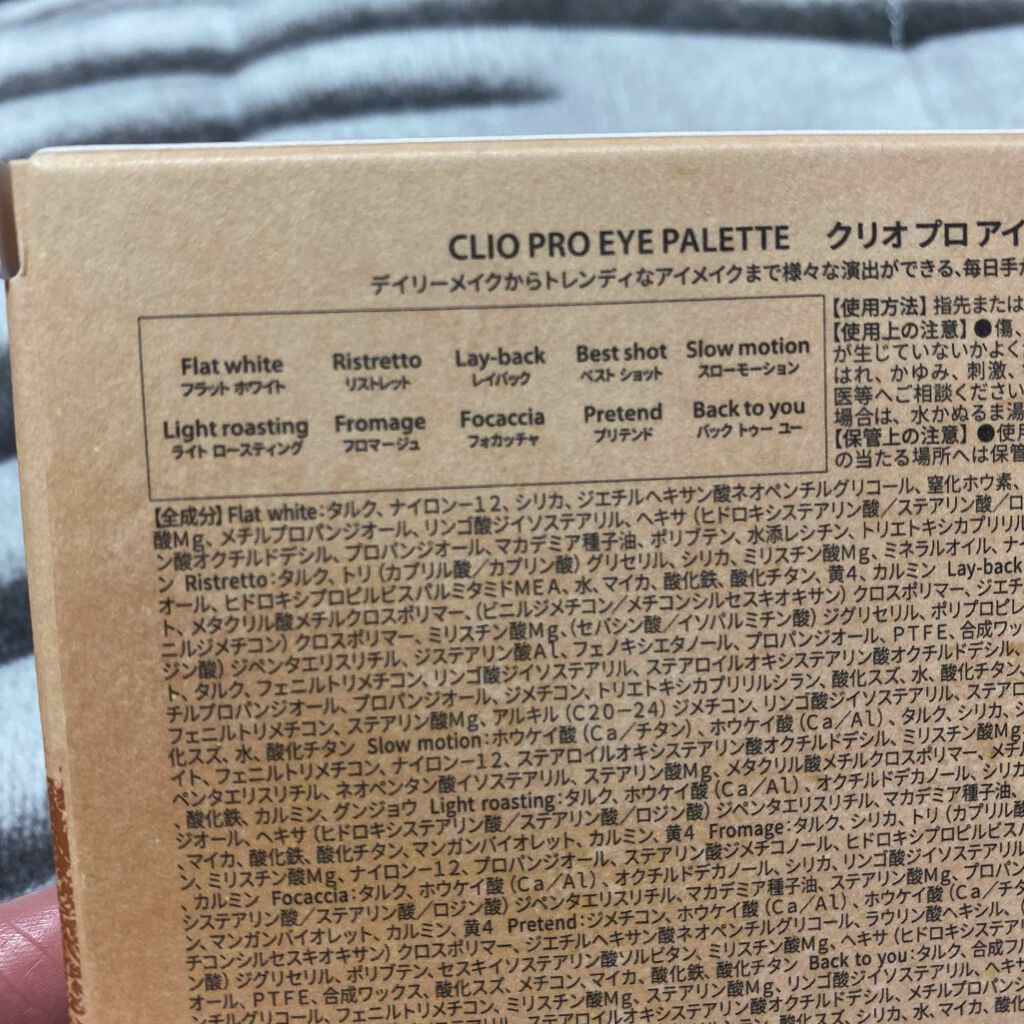 CLIO PRO EYE PALETTE クリオ プロ アイ
デイリーメイクからトレンディなアイメイクまで様々な演出ができる、毎日手
Flat white Ristretto Lay-back Best shot Slow motion
フラット ホワイト リストレット レイバック ベスト ショット スローモーション
Light roasting Fromage Focaccia Pretend Back to you
ライト ロースティング フロマージュ フォカッチャ プリテンド バック トゥー ユー
【使用方法】指先または
【使用上の注意】●傷、
が生じていないかよく
はれ、かゆみ、刺激、
医等へご相談ください
場合は、水かぬるま湯
【保管上の注意】●使用
の当たる場所へは保管
【全成分】Flat white：タルク、ナイロン－12、シリカ、ジエチルヘキサン酸ネオペンチルグリコール、窒化ホウ素、
酸Mg、メチルプロパンジオール、リンゴ酸ジイソステアリル、ヘキサ（ヒドロキシステアリン酸／ステアリン酸／ロ
ン酸オクチルドデシル、プロパンジオール、マカデミア種子油、ポリブテン、水添レシチン、トリエトキシカプリリル
ン Ristretto：タルク、トリ（カプリル酸／カプリン酸）グリセリル、シリカ、ミリスチン酸Mg、ミネラルオイル、ナイ
オール、ヒドロキシプロピルビスパルミタミドMEA、水、マイカ、酸化鉄、酸化チタン、黄4、カルミン Lay-back
ト、メタクリル酸メチルクロスポリマー、（ビニルジメチコン／メチコンシルセスキオキサン）クロスポリマー、ジエチ
ニルジメチコン）クロスポリマー、ミリスチン酸Mg、（セバシン酸／イソパルミチン酸）ジグリセリル、ポリプロピレ
ジン酸）ジペンタエリスリチル、ジステアリン酸Al、フェノキシエタノール、プロパンジオール、PTFE、合成ワッ
ト、タルク、フェニルトリメチコン、リンゴ酸ジイソステアリル、ステアロイルオキシステアリン酸オクチルドデシル、
チルプロパンジオール、プロパンジオール、ジメチコン、トリエトキシカプリリルシラン、酸化スズ、水、酸化チタン、
フェニルトリメチコン、ステアリン酸Mg、アルキル（C20－24）ジメチコン、リンゴ酸ジイソステアリル、ステアロ
化スズ、水、酸化チタン Slow motion：ホウケイ酸（Ca／チタン）、ホウケイ酸（Ca／Al）、タルク、シリカ、
イト、フェニルトリメチコン、ナイロン－12、ステアロイルオキシステアリン酸オクチルドデシル、ミリスチン酸Mg
ペンタエリスリチル、ネオペンタン酸イソステアリル、ステアリン酸Mg、メタクリル酸メチルクロスポリマー、メチ
、酸化鉄、カルミン、グンジョウ Light roasting：タルク、ホウケイ酸（Ca／Al）、オクチルドデカノール、シリカ
ジオール、ヘキサ（ヒドロキシステアリン酸／ステアリン酸／ロジン酸）ジペンタエリスリチル、マカデミア種子油、
、マイカ、酸化鉄、酸化チタン、マンガンバイオレット、カルミン、黄4 Fromage：タルク、シリカ、トリ（カプリル酸
ン、ミリスチン酸Mg、ナイロン－12、プロパンジオール、ステアリン酸ジメチコノール、ヒドロキシプロピルビスパ
、カルミン Focaccia：タルク、ホウケイ酸（Ca／Al）、オクチルドデカノール、シリカ、リンゴ酸ジイソステアリル
システアリン酸／ステアリン酸／ロジン酸）ジペンタエリスリチル、マカデミア種子油、ステアリン酸Mg、プロパン
ン、マンガンバイオレット、カルミン、黄4 Pretend：ジメチコン、ホウケイ酸（Ca／Al）、ホウケイ酸（Ca／チタ
チコンシルセスキオキサン）クロスポリマー、ジエチルヘキサン酸ネオペンチルグリコール、ラウリン酸ヘキシル、
酸）ジグリセリル、ポリブテン、セスキイソステアリン酸ソルビタン、ミリスチン酸Mg、ヘキサ（ヒドロキシステア
オール、PTFE、合成ワックス、酸化スズ、メチコン、マイカ、酸化鉄、酸化チタン Back to you：タルク、合成フル
ンチルグリコール、フェニルトリメチコン、ミリスチン酸Mg、ステアリン酸Mg、リンゴ酸ジイソステアリル、ヘキサ